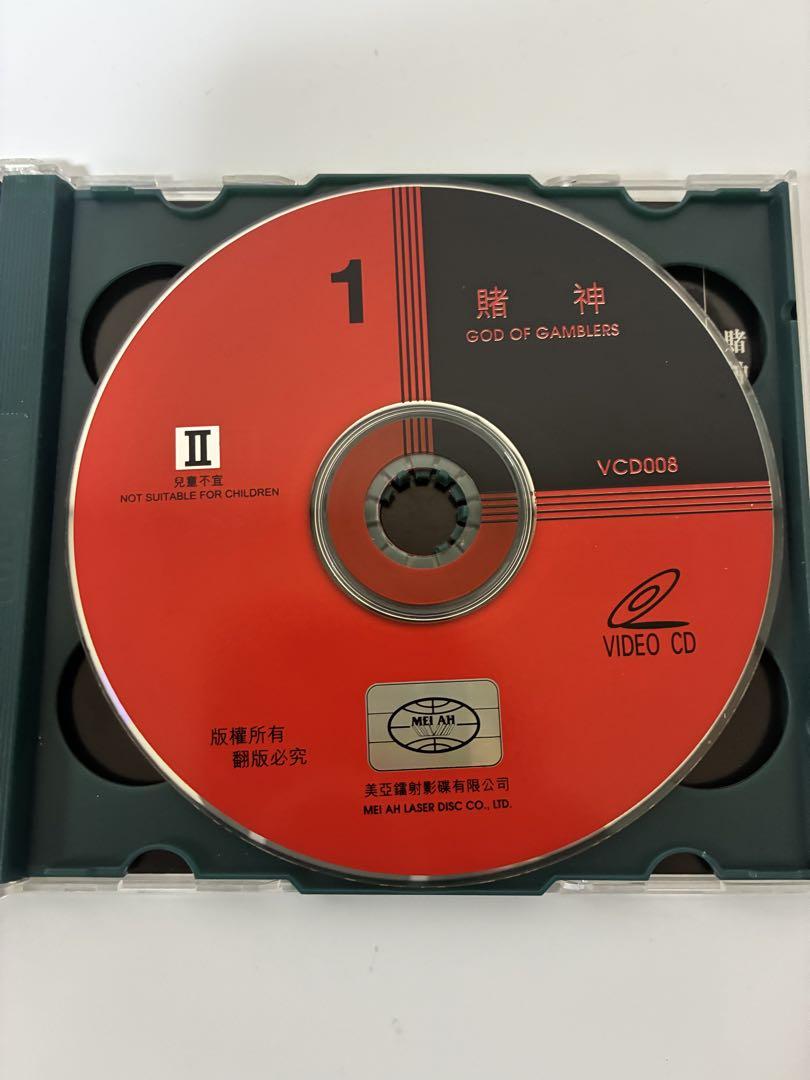 1
賭 神
GOD OF GAMBLERS
賭
II
兒童不宜
NOT SUITABLE FOR CHILDREN
VCD008
VIDEO CD
MEI AH
版權所有
翻版必究
美亞鐳射影碟有限公司
MEI AH LASER DISC CO., LTD.